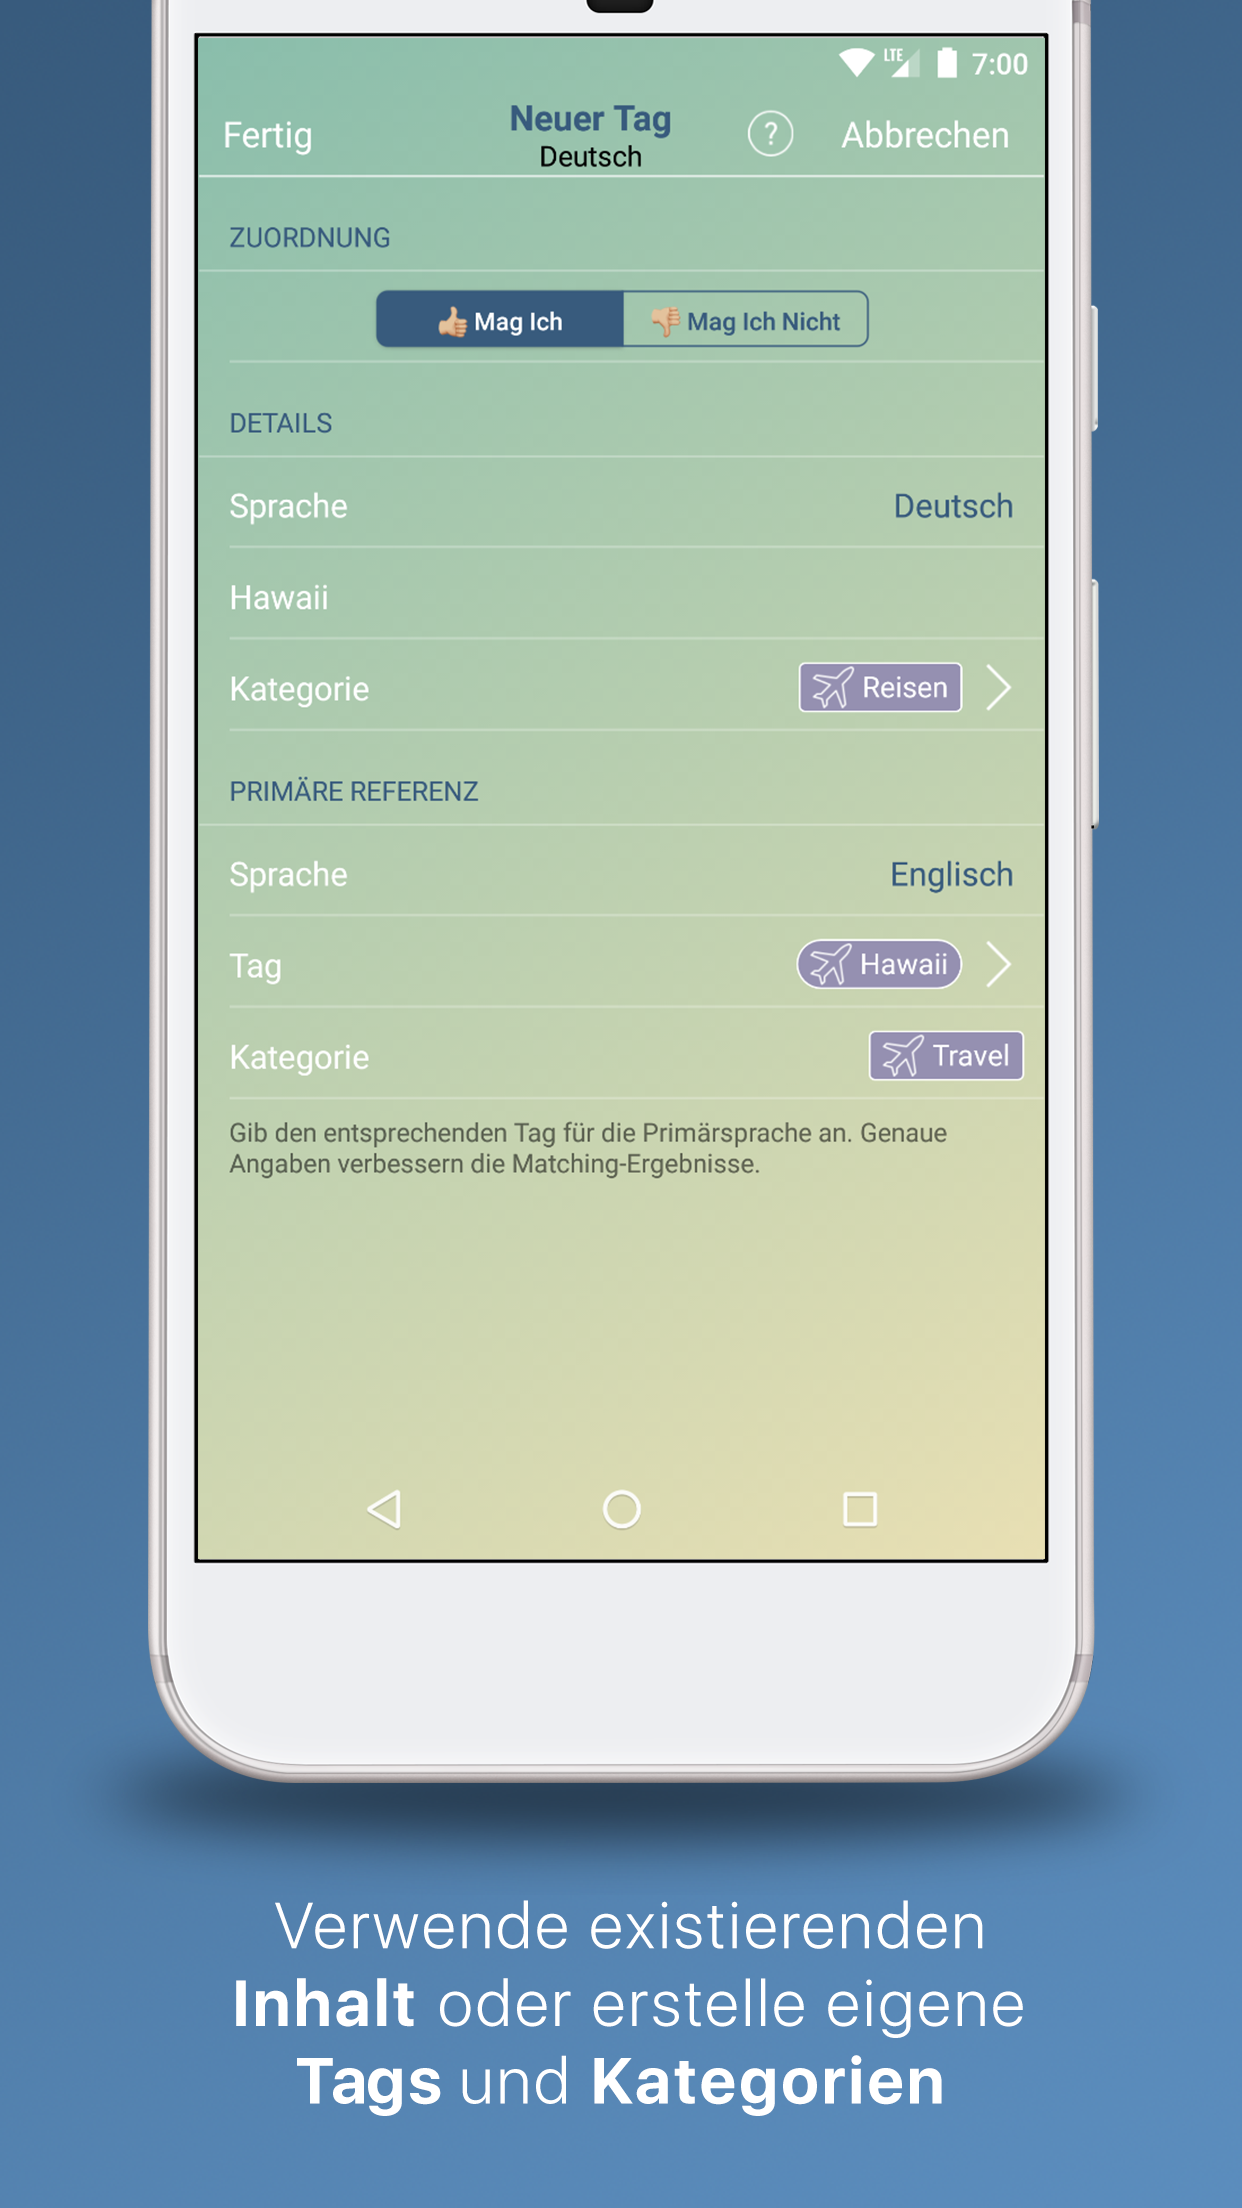 LTE 7:00
Fertig
Neuer Tag
Deutsch
?
Abbrechen
ZUORDNUNG
👍🏼 Mag Ich
👎🏼 Mag Ich Nicht
DETAILS
Sprache Deutsch
Hawaii
Kategorie Reisen
PRIMÄRE REFERENZ
Sprache Englisch
Tag Hawaii
Kategorie Travel
Gib den entsprechenden Tag für die Primärsprache an. Genaue
Angaben verbessern die Matching-Ergebnisse.
Verwende existierenden
Inhalt oder erstelle eigene
Tags und Kategorien